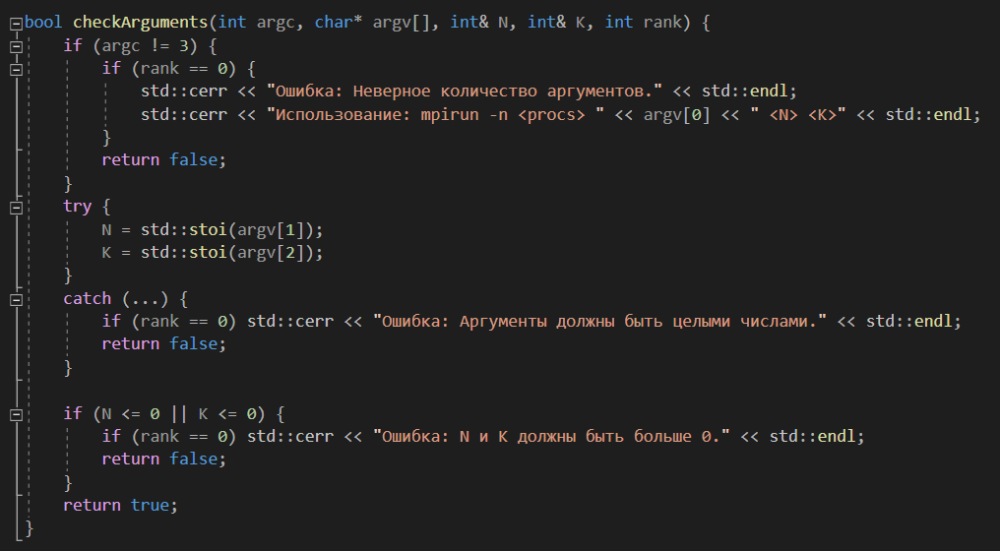 bool checkArguments(int argc, char* argv[], int& N, int& K, int rank) {
    if (argc != 3) {
        if (rank == 0) {
            std::cerr << "Ошибка: Неверное количество аргументов." << std::endl;
            std::cerr << "Использование: mpirun -n <procs> " << argv[0] << " <N> <K>" << std::endl;
        }
        return false;
    }
    try {
        N = std::stoi(argv[1]);
        K = std::stoi(argv[2]);
    }
    catch (...) {
        if (rank == 0) std::cerr << "Ошибка: Аргументы должны быть целыми числами." << std::endl;
        return false;
    }

    if (N <= 0 || K <= 0) {
        if (rank == 0) std::cerr << "Ошибка: N и K должны быть больше 0." << std::endl;
        return false;
    }
    return true;
}